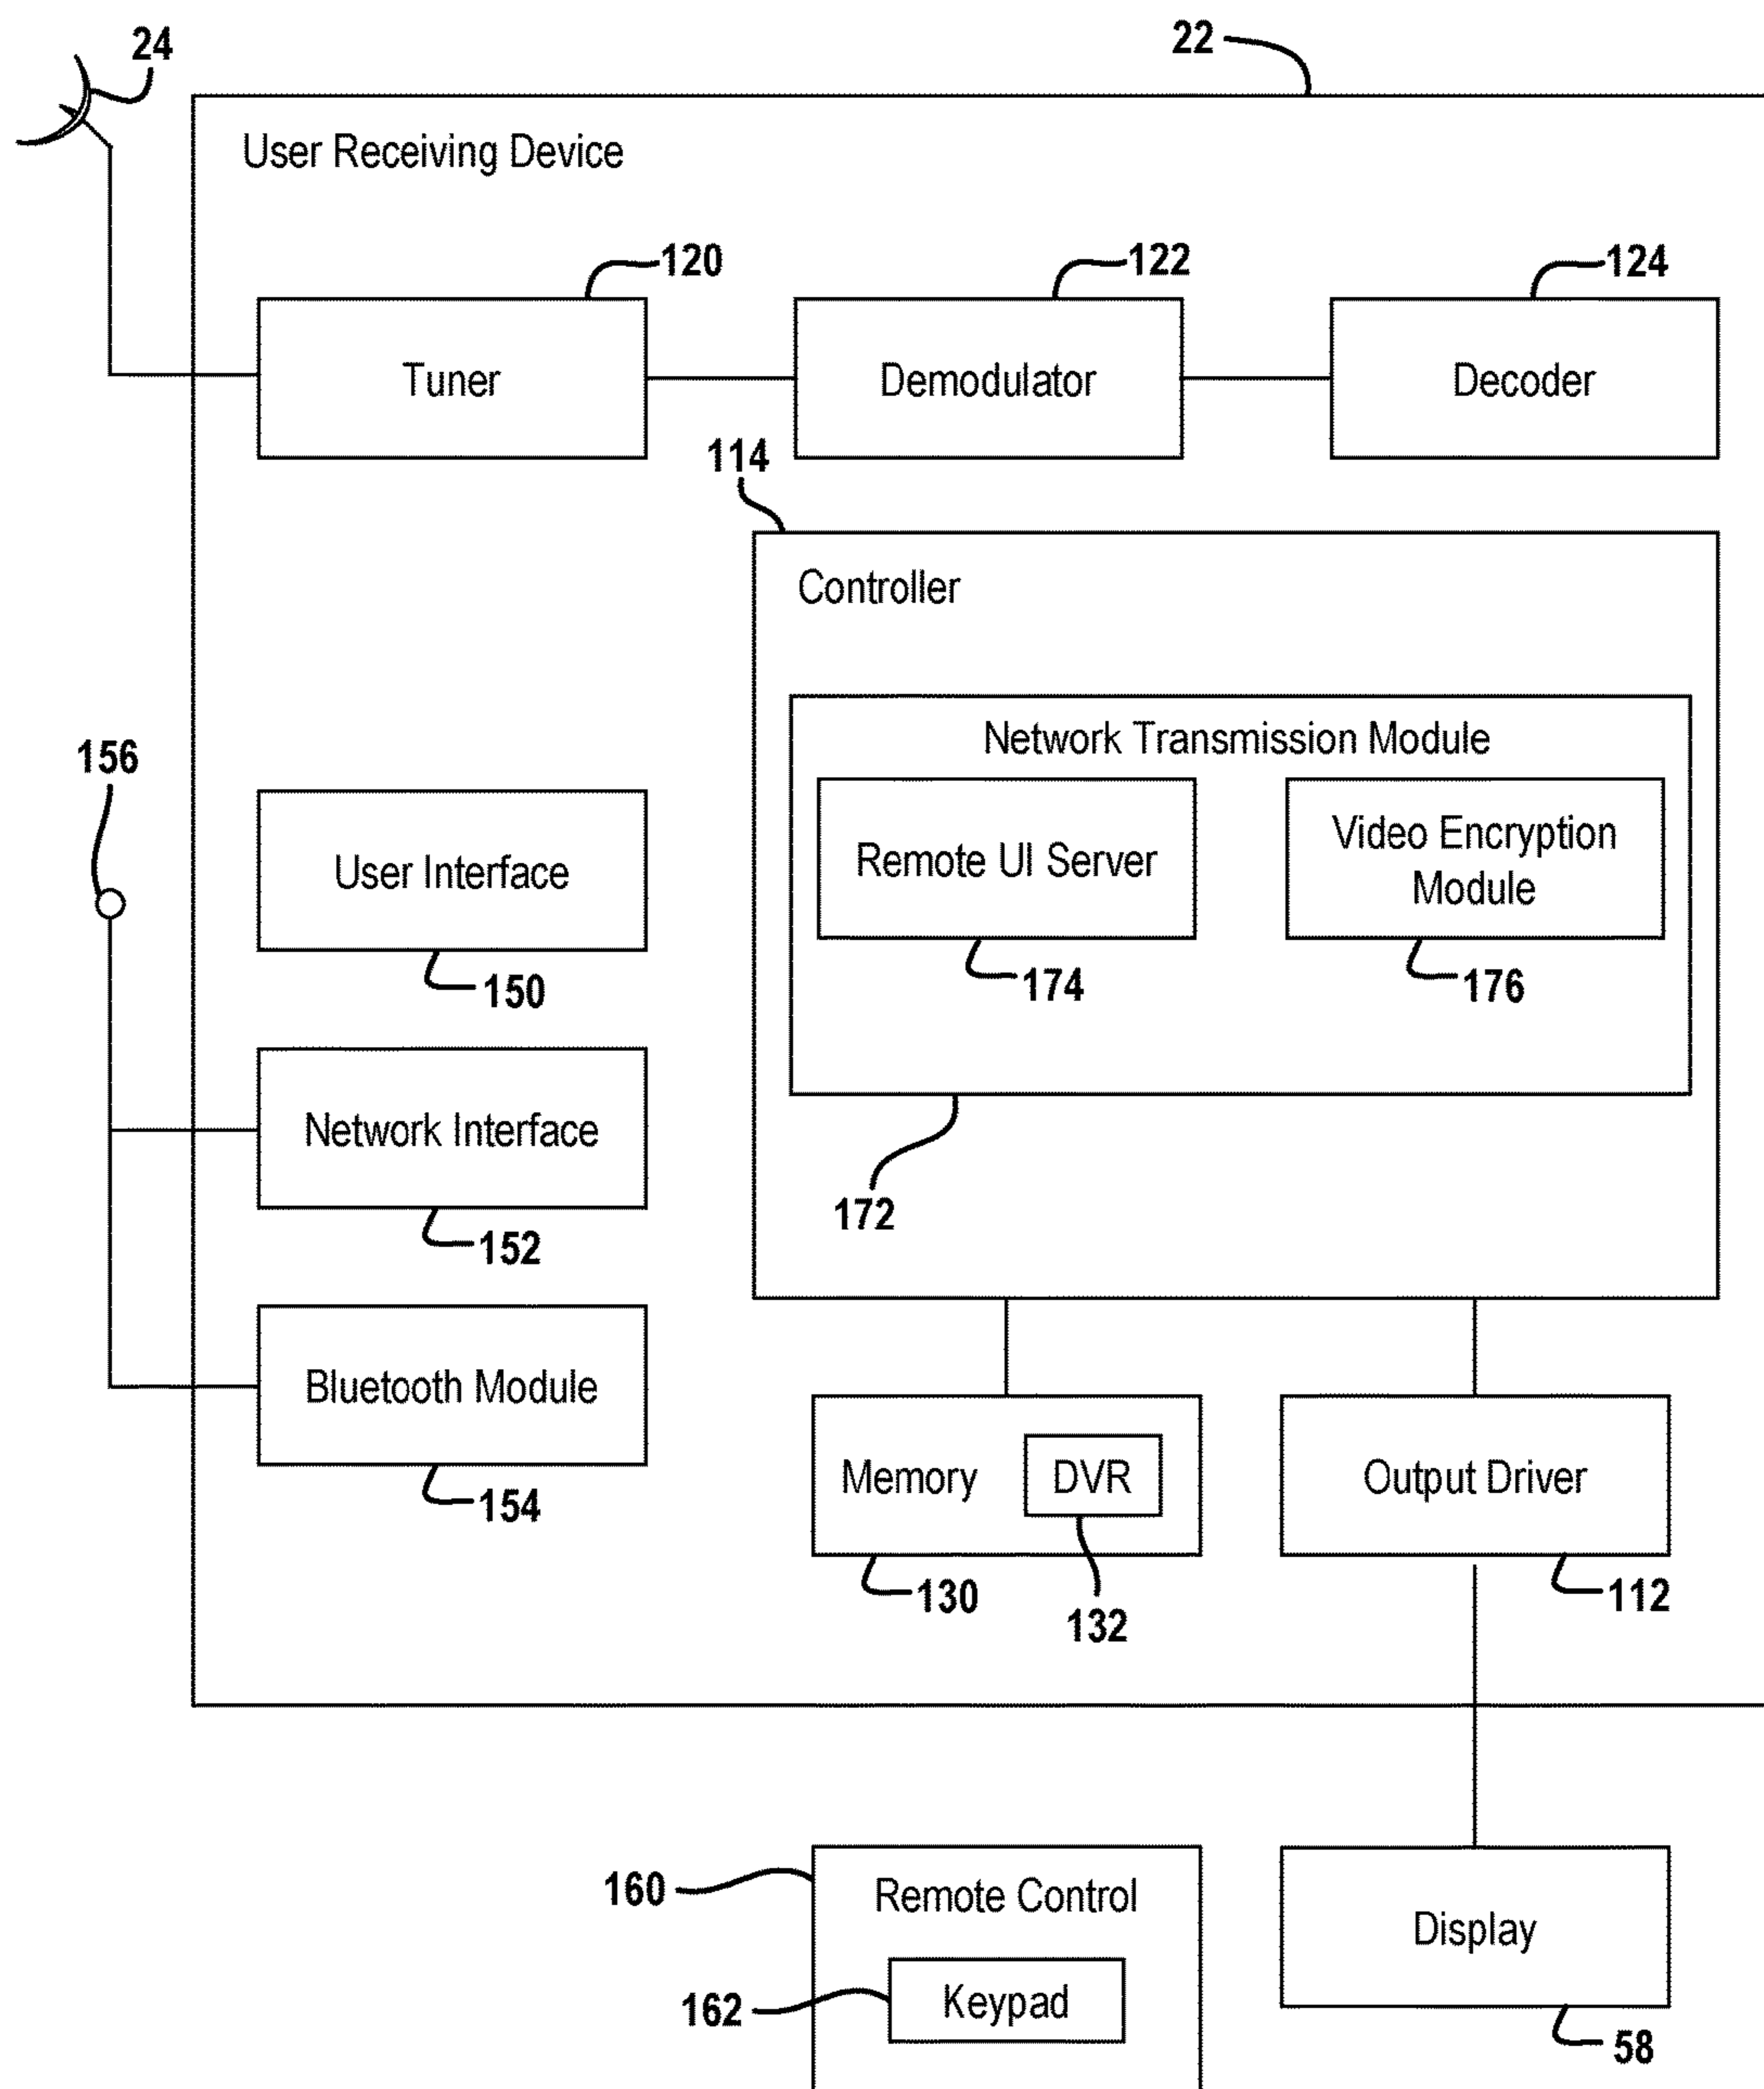 24
22
User Receiving Device
120
122
124
Tuner
Demodulator
Decoder
114
Controller
Network Transmission Module
156
User Interface
Remote UI Server
Video Encryption
Module
150
174
176
Network Interface
172
152
Bluetooth Module
Memory
DVR
Output Driver
154
130
132
112
160
Remote Control
Display
162
Keypad
58